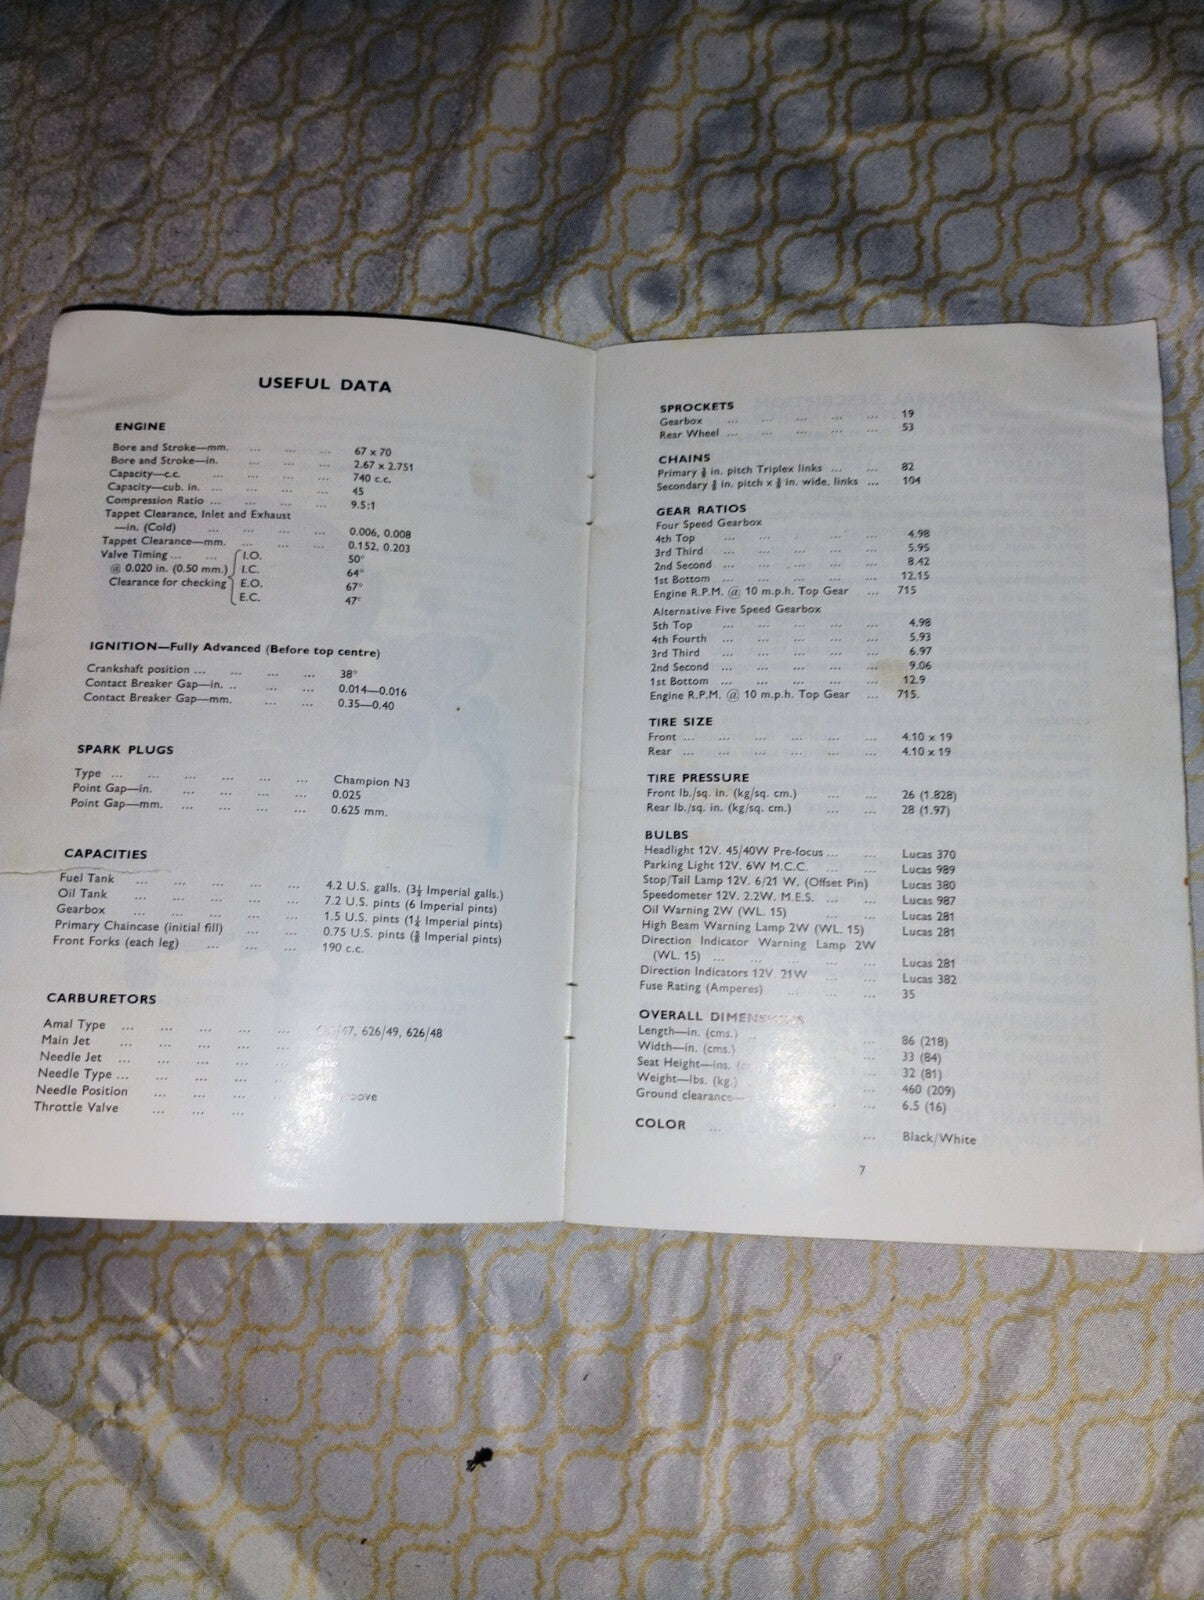 USEFUL DATA
ENGINE
Bore and Stroke—mm. ... ... ... 67 x 70
Bore and Stroke—in. ... ... ... 2.67 x 2.751
Capacity—c.c. ... ... ... 740 c.c.
Capacity—cub. in. ... ... ... 45
Compression Ratio ... ... ... ... 9.5:1
Tappet Clearance, Inlet and Exhaust
—in. (Cold) ... ... ... ... 0.006, 0.008
Tappet Clearance—mm. ... ... ... 0.152, 0.203
Valve Timing ... ... I.O. 50°
@ 0.020 in. (0.50 mm.) I.C. 64°
Clearance for checking E.O. 67°
E.C. 47°
IGNITION—Fully Advanced (Before top centre)
Crankshaft position ... ... ... ... 38°
Contact Breaker Gap—in. .. ... ... 0.014—0.016
Contact Breaker Gap—mm. ... ... 0.35—0.40
SPARK PLUGS
Type ... ... ... ... ... ... Champion N3
Point Gap—in. ... ... ... ... 0.025
Point Gap—mm. ... ... ... ... 0.625 mm.
CAPACITIES
Fuel Tank ... ... ... ... ... 4.2 U.S. galls. (3½ Imperial galls.)
Oil Tank ... ... ... ... ... 7.2 U.S. pints (6 Imperial pints)
Gearbox ... ... ... ... ... 1.5 U.S. pints (1¼ Imperial pints)
Primary Chaincase (initial fill) ... ... 0.75 U.S. pints ( Imperial pints)
Front Forks (each leg) ... ... ... 190 c.c.
CARBURETORS
Amal Type ... ... ... ... ... /47, 626/49, 626/48
Main Jet ... ... ... ... ...
Needle Jet ... ... ... ...
Needle Type ... ... ... ...
Needle Position ... ... ...
Throttle Valve ... ... ...
SPROCKETS
Gearbox ... ... ... ... ... 19
Rear Wheel ... ... ... ... ... 53
CHAINS
Primary ⅜ in. pitch Triplex links ... ... 82
Secondary ⅝ in. pitch x ⅜ in. wide, links ... 104
GEAR RATIOS
Four Speed Gearbox
4th Top ... ... ... ... ... 4.98
3rd Third ... ... ... ... ... 5.95
2nd Second ... ... ... ... ... 8.42
1st Bottom ... ... ... ... ... 12.15
Engine R.P.M. @ 10 m.p.h. Top Gear ... 715
Alternative Five Speed Gearbox
5th Top ... ... ... ... ... 4.98
4th Fourth ... ... ... ... ... 5.93
3rd Third ... ... ... ... ... 6.97
2nd Second ... ... ... ... ... 9.06
1st Bottom ... ... ... ... ... 12.9
Engine R.P.M. @ 10 m.p.h. Top Gear ... 715.
TIRE SIZE
Front ... ... ... ... ... ... 4.10 x 19
Rear ... ... ... ... ... ... 4.10 x 19
TIRE PRESSURE
Front lb./sq. in. (kg/sq. cm.) ... ... 26 (1.828)
Rear lb./sq. in. (kg/sq. cm.) ... ... 28 (1.97)
BULBS
Headlight 12V. 45/40W Pre-focus ... ... Lucas 370
Parking Light 12V. 6W M.C.C. ... ... Lucas 989
Stop/Tail Lamp 12V. 6/21 W. (Offset Pin) Lucas 380
Speedometer 12V. 2.2W. M.E.S. ... ... Lucas 987
Oil Warning 2W (WL. 15) ... ... Lucas 281
High Beam Warning Lamp 2W (WL. 15) Lucas 281
Direction Indicator Warning Lamp 2W
(WL. 15) ... ... ... ... ... Lucas 281
Direction Indicators 12V. 21W ... ... Lucas 382
Fuse Rating (Amperes) ... ... ... 35
OVERALL DIMENSIONS
Length—in. (cms.) ... 86 (218)
Width—in. (cms.) ... 33 (84)
Seat Height—ins. ... 32 (81)
Weight—lbs. (kg.) ... 460 (209)
Ground clearance— ... 6.5 (16)
COLOR ... ... Black/White
7